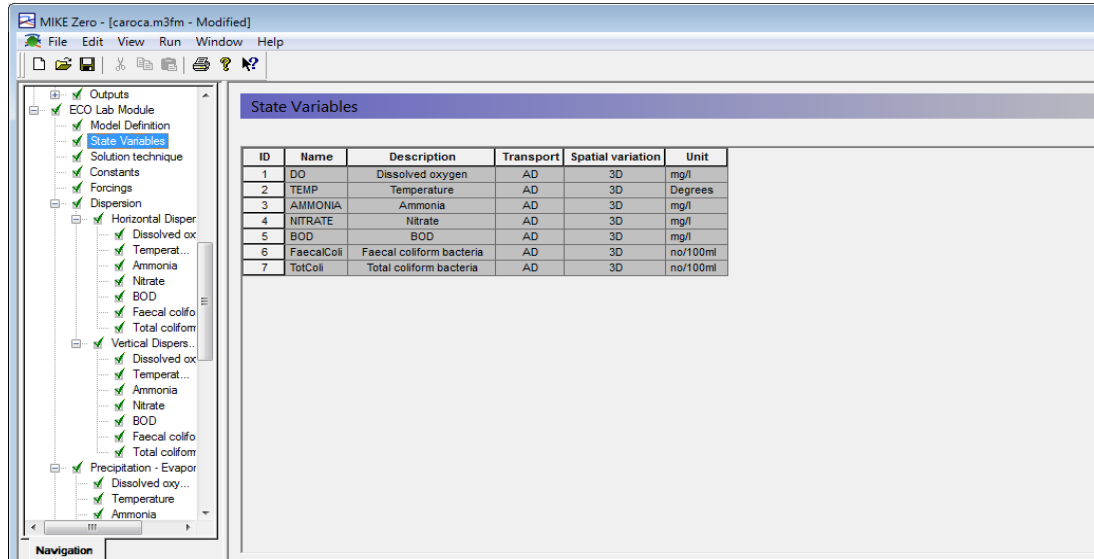 MIKE Zero - [caroca.m3fm - Modified]
File Edit View Run Window Help
Outputs
ECO Lab Module
Model Definition
State Variables
Solution technique
Constants
Forcings
Dispersion
Horizontal Disper
Dissolved ox
Temperat...
Ammonia
Nitrate
BOD
Faecal colifo
Total coliform
Vertical Dispers...
Dissolved ox
Temperat...
Ammonia
Nitrate
BOD
Faecal colifo
Total coliform
Precipitation - Evapor
Dissolved oxy...
Temperature
Ammonia
Navigation
State Variables
ID Name Description Transport Spatial variation Unit
1 DO Dissolved oxygen AD 3D mg/l
2 TEMP Temperature AD 3D Degrees
3 AMMONIA Ammonia AD 3D mg/l
4 NITRATE Nitrate AD 3D mg/l
5 BOD BOD AD 3D mg/l
6 FaecalColi Faecal coliform bacteria AD 3D no/100ml
7 TotColi Total coliform bacteria AD 3D no/100ml